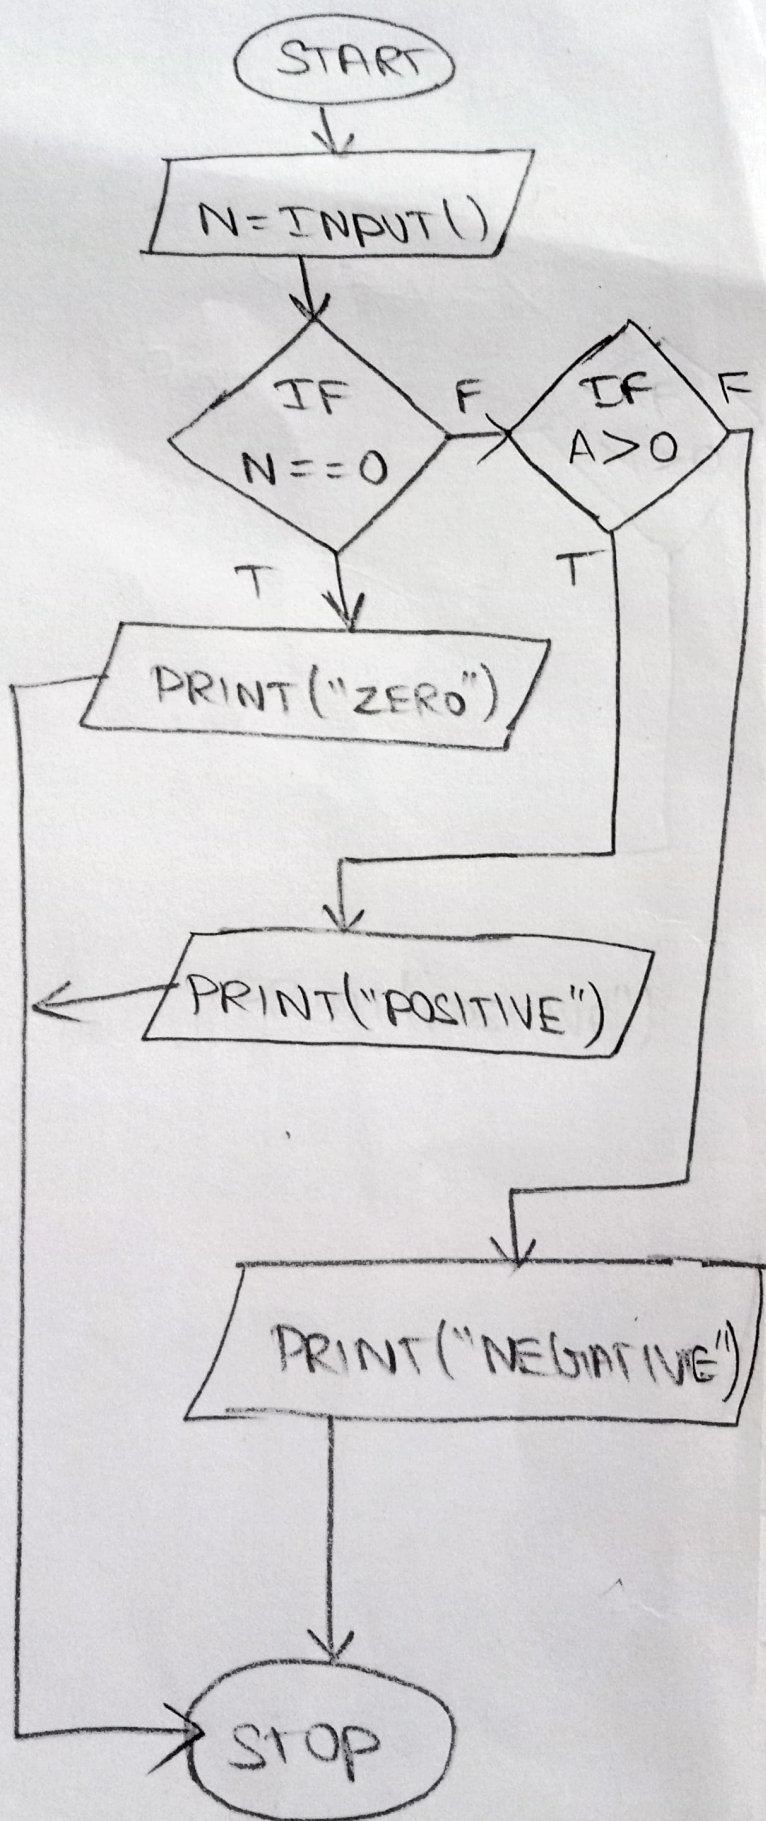 START
N=INPUT()
IF
N==0
F
IF
A>0
F
T
T
PRINT("ZERO")
PRINT("POSITIVE")
PRINT("NEGATIVE")
STOP